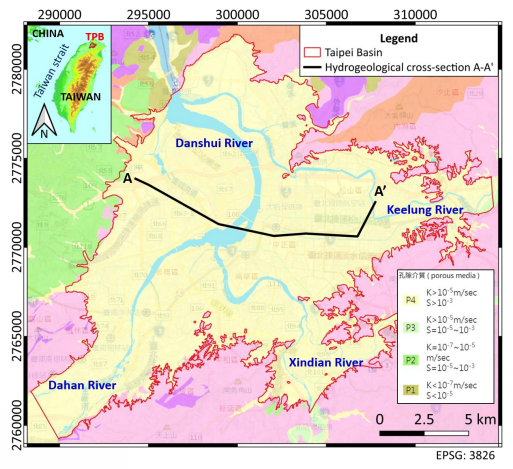 290000 295000 300000 305000 310000
CHINA
TPB
Taiwan strait
TAIWAN
N
Legend
Taipei Basin
Hydrogeological cross-section A-A'
2780000
2775000
2770000
2765000
2760000
Danshui River
A
A’
Keelung River
Xindian River
Dahan River
孔隙介質 ( porous media )
P4
K>10⁻⁵m/sec
S>10⁻³
P3
K>10⁻⁵m/sec
S=10⁻⁵~10⁻³
P2
K=10⁻⁷~10⁻⁵
m/sec
S=10⁻⁵~10⁻³
P1
K<10⁻⁷m/sec
S<10⁻⁵
0 2.5 5 km
EPSG: 3826